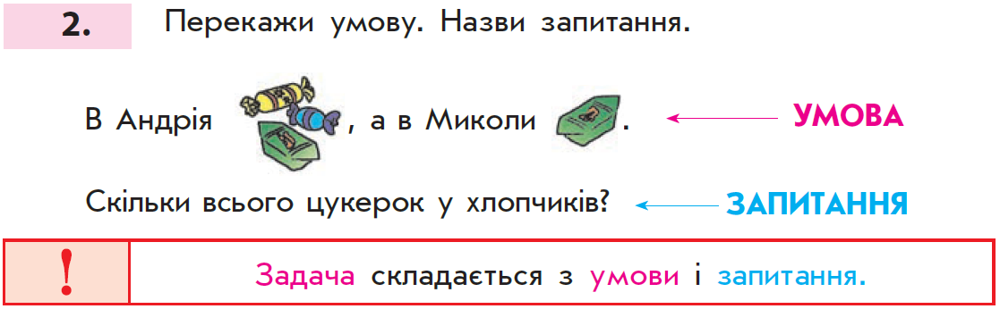 2. Перекажи умову. Назви запитання.
В Андрія , а в Миколи . УМОВА
Скільки всього цукерок у хлопчиків? ЗАПИТАННЯ
! Задача складається з умови і запитання.